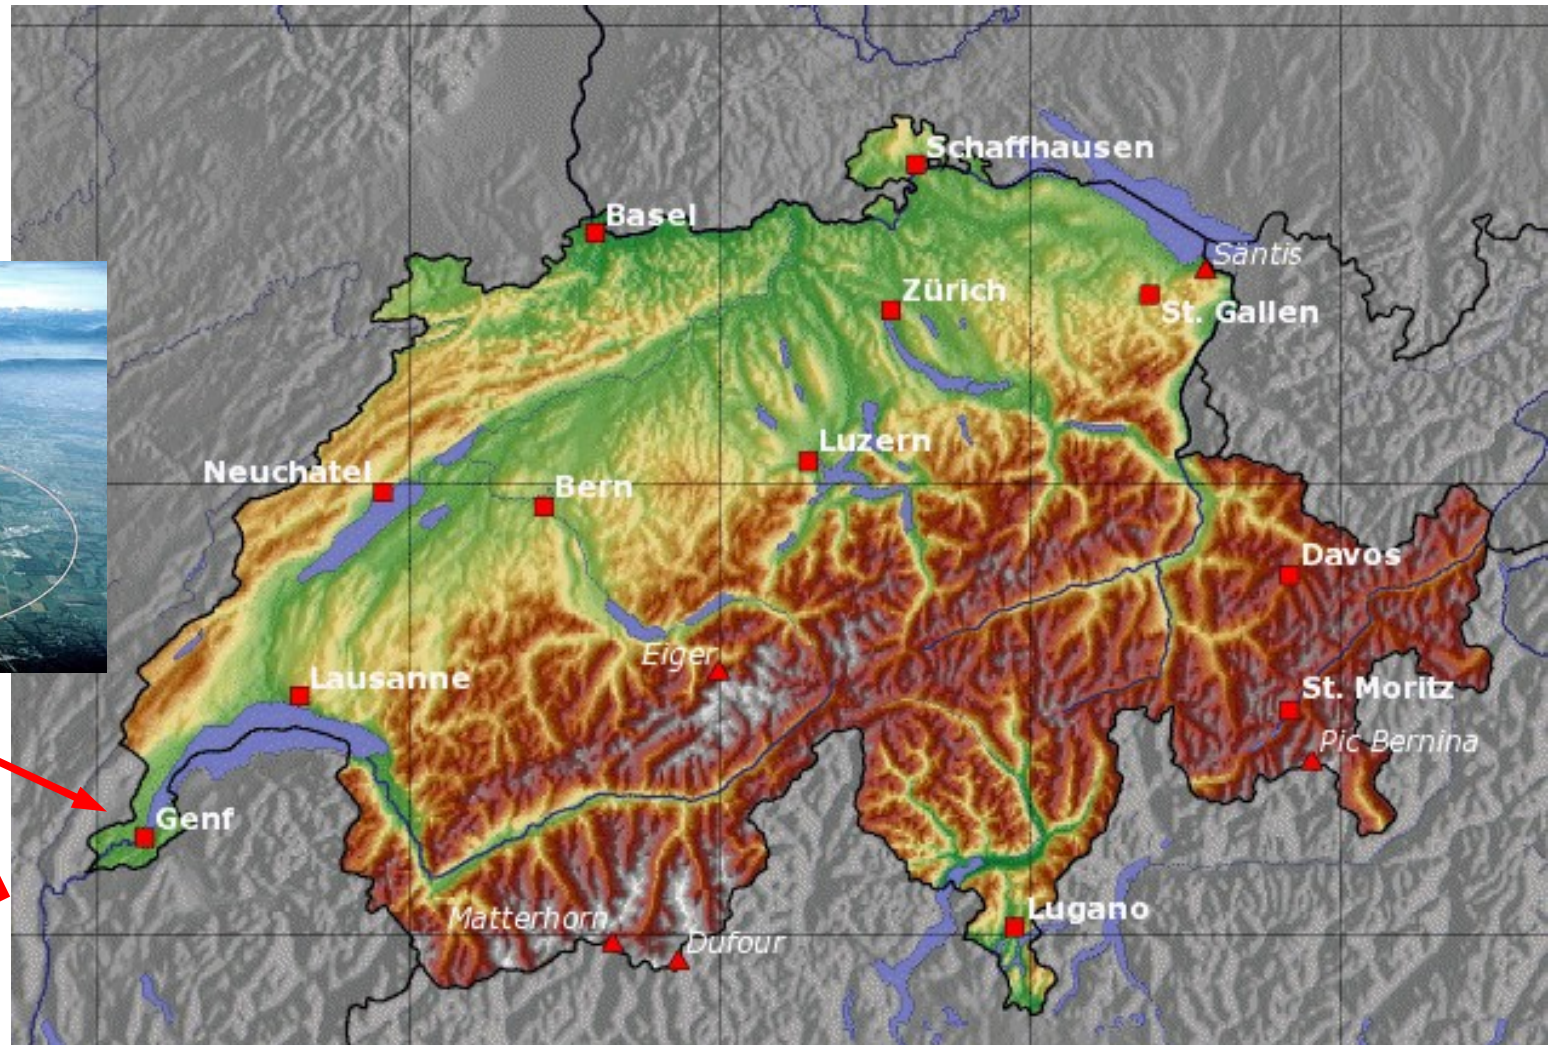 Schaffhausen
Basel
Säntis
Zürich
St. Gallen
Luzern
Neuchatel
Bern
Davos
Eiger
Lausanne
St. Moritz
Pic Bernina
Genf
Lugano
Matterhorn
Dufour